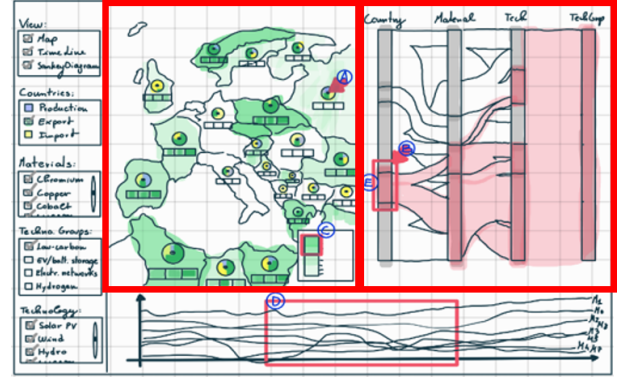 View:
Map
TimeLine
SankeyDiagram
Countries:
Production
Export
Import
Materials:
Chromium
Copper
Cobalt
Techno. Groups:
Low-carbon
EV/batt. storage
Electr. networks
Hydrogen
Technology:
Solar PV
Wind
Hydro
A
C
Country
Material
Tech
TechGroup
B
E
D